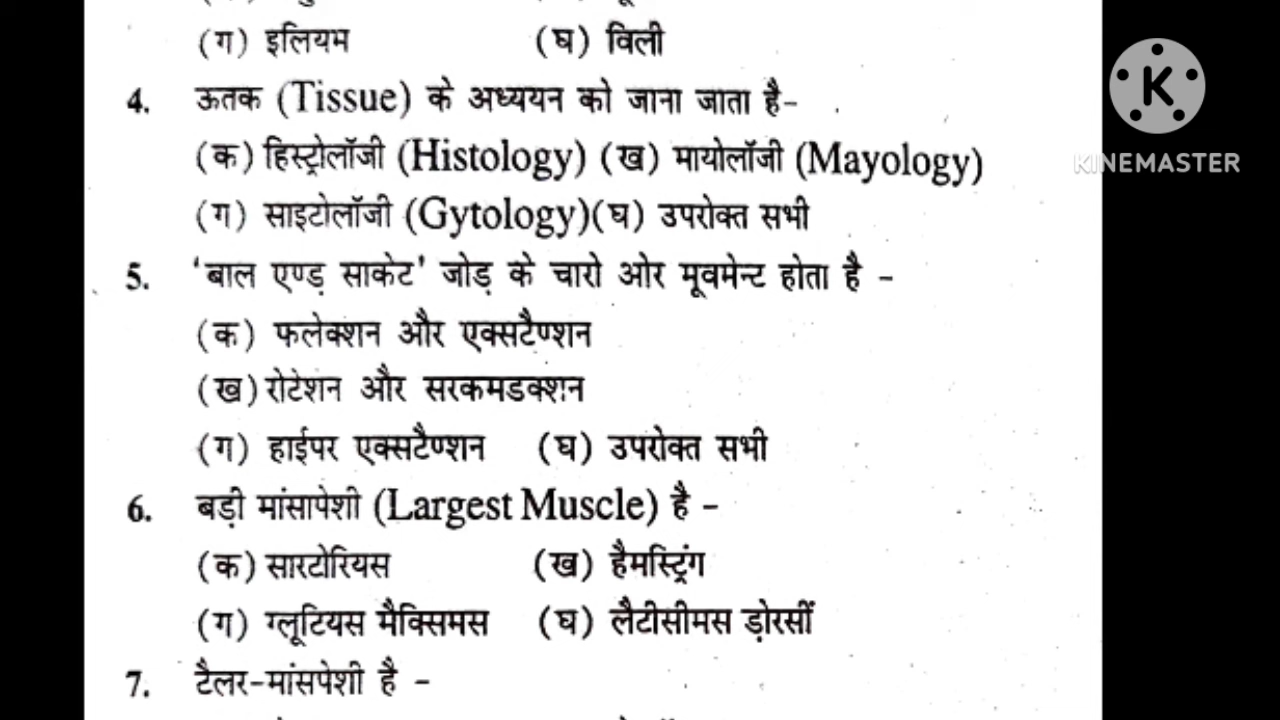 (ग) इलियम (घ) विली
4. ऊतक (Tissue) के अध्ययन को जाना जाता है-
(क) हिस्ट्रोलॉजी (Histology) (ख) मायोलॉजी (Mayology)
(ग) साइटोलॉजी (Gytology)(घ) उपरोक्त सभी
5. 'बाल एण्ड़ साकेट' जोड़ के चारो ओर मूवमेन्ट होता है -
(क) फलेक्शन और एक्सटैण्शन
(ख) रोटेशन और सरकमडक्शन
(ग) हाईपर एक्सटैण्शन (घ) उपरोक्त सभी
6. बड़ी मांसापेशी (Largest Muscle) है -
(क) सारटोरियस (ख) हैमस्ट्रिंग
(ग) ग्लूटियस मैक्सिमस (घ) लैटीसीमस ड़ोरसीं
7. टैलर-मांसपेशी है -
K
KINEMASTER